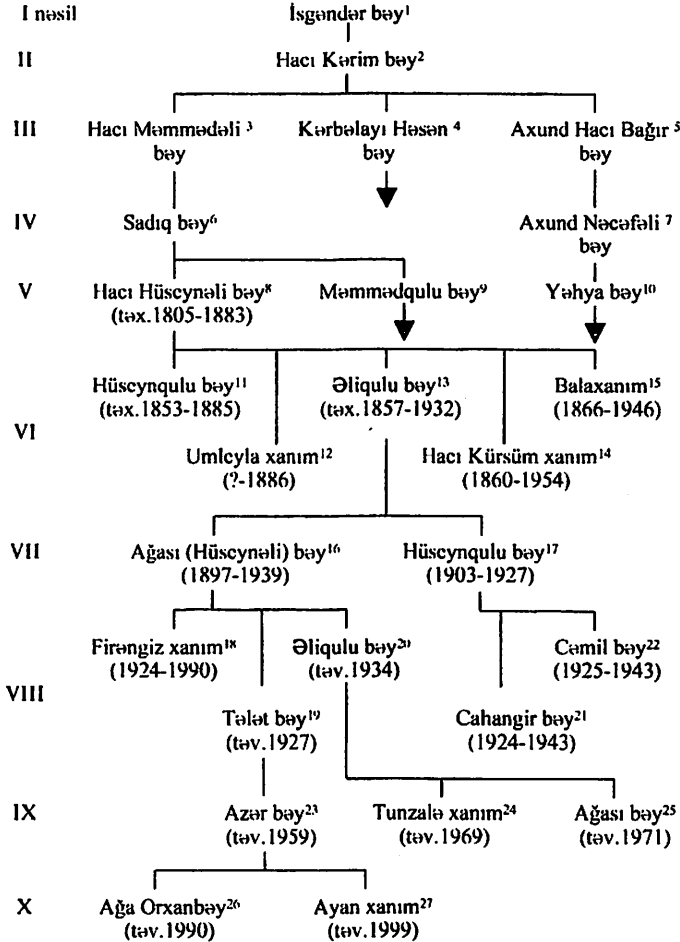 I nəsil İsgəndər bəy¹
II Hacı Kərim bəy²
III Hacı Məmmədəli ³ Kərbəlayı Həsən ⁴ Axund Hacı Bağır ⁵
bəy bəy bəy
IV Sadıq bəy⁶ Axund Nəcəfəli ⁷
bəy
V Hacı Hüseynəli bəy⁸ Məmmədqulu bəy⁹ Yəhya bəy¹⁰
(təx.1805-1883)
Hüseynqulu bəy¹¹ Əliqulu bəy¹³ Balaxanım¹⁵
(təx.1853-1885) (təx.1857-1932) (1866-1946)
VI
Umleyla xanım¹² Hacı Kürsüm xanım¹⁴
(?-1886) (1860-1954)
VII Ağası (Hüseynəli) bəy¹⁶ Hüseynqulu bəy¹⁷
(1897-1939) (1903-1927)
Firəngiz xanım¹⁸ Əliqulu bəy²⁰ Cəmil bəy²²
(1924-1990) (təv.1934) (1925-1943)
VIII
Tələt bəy¹⁹ Cahangir bəy²¹
(təv.1927) (1924-1943)
IX Azər bəy²³ Tunzalə xanım²⁴ Ağası bəy²⁵
(təv.1959) (təv.1969) (təv.1971)
X Ağa Orxanbəy²⁶ Ayan xanım²⁷
(təv.1990) (təv.1999)